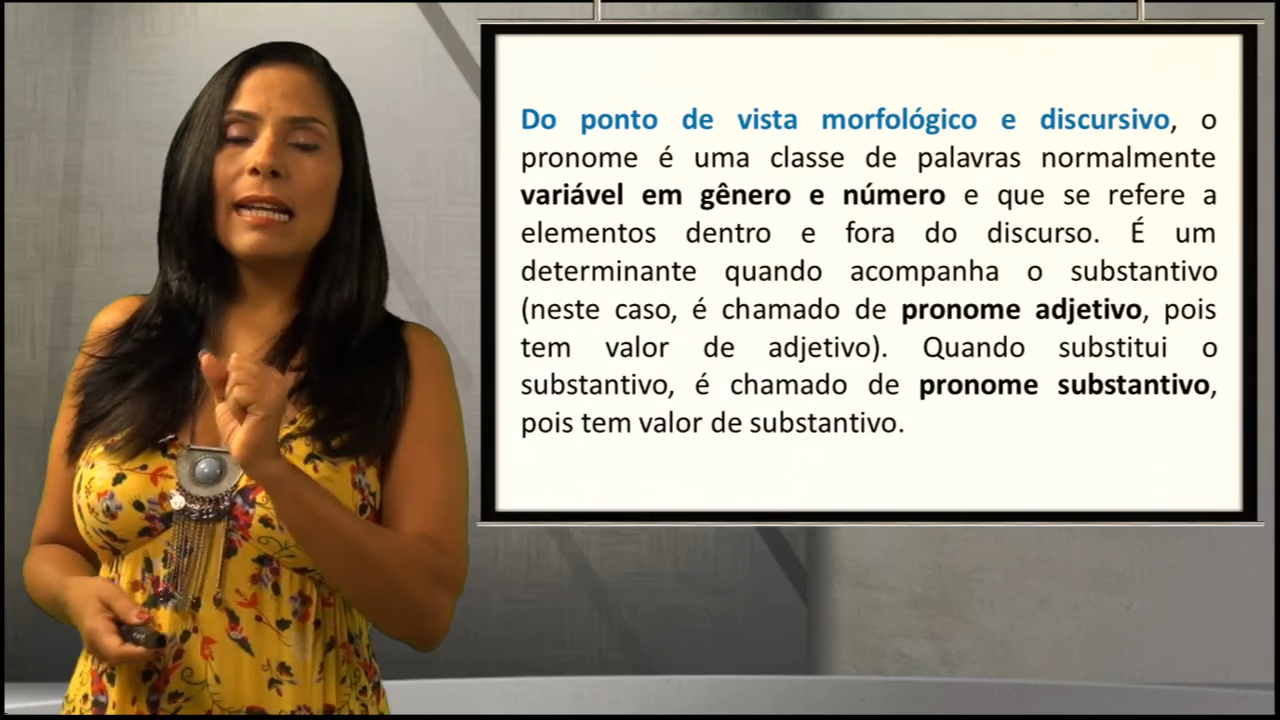 Do ponto de vista morfológico e discursivo, o
pronome é uma classe de palavras normalmente
variável em gênero e número e que se refere a
elementos dentro e fora do discurso. É um
determinante quando acompanha o substantivo
(neste caso, é chamado de pronome adjetivo, pois
tem valor de adjetivo). Quando substitui o
substantivo, é chamado de pronome substantivo,
pois tem valor de substantivo.